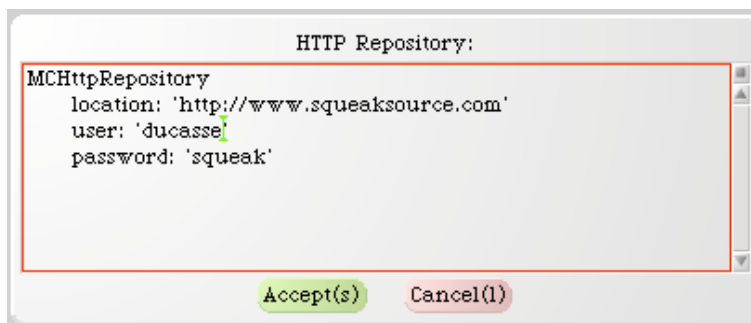 HTTP Repository:
MCHttpRepository
location: 'http://www.squeaksource.com'
user: 'ducasse'
password: 'squeak'
Accept(s) Cancel(l)